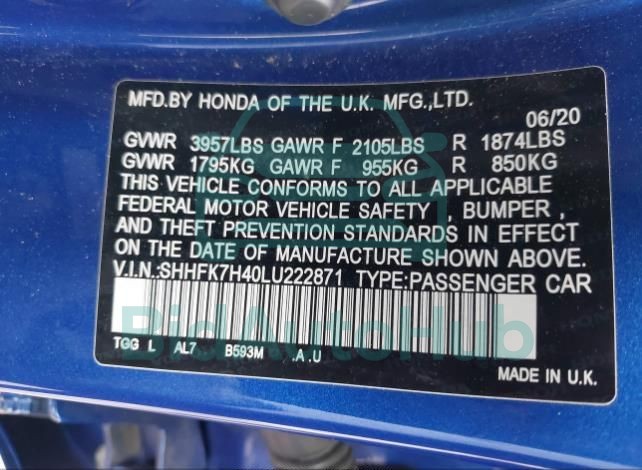 MFD.BY HONDA OF THE U.K. MFG.,LTD.
06/20
GVWR 3957LBS GAWR F 2105LBS R 1874LBS
GVWR 1795KG GAWR F 955KG R 850KG
THIS VEHICLE CONFORMS TO ALL APPLICABLE
FEDERAL MOTOR VEHICLE SAFETY , BUMPER ,
AND THEFT PREVENTION STANDARDS IN EFFECT
ON THE DATE OF MANUFACTURE SHOWN ABOVE.
V.I.N.:SHHFK7H40LU222871 TYPE:PASSENGER CAR
BidAutoHub
TGG L AL7 B593M .A.U
MADE IN U.K.